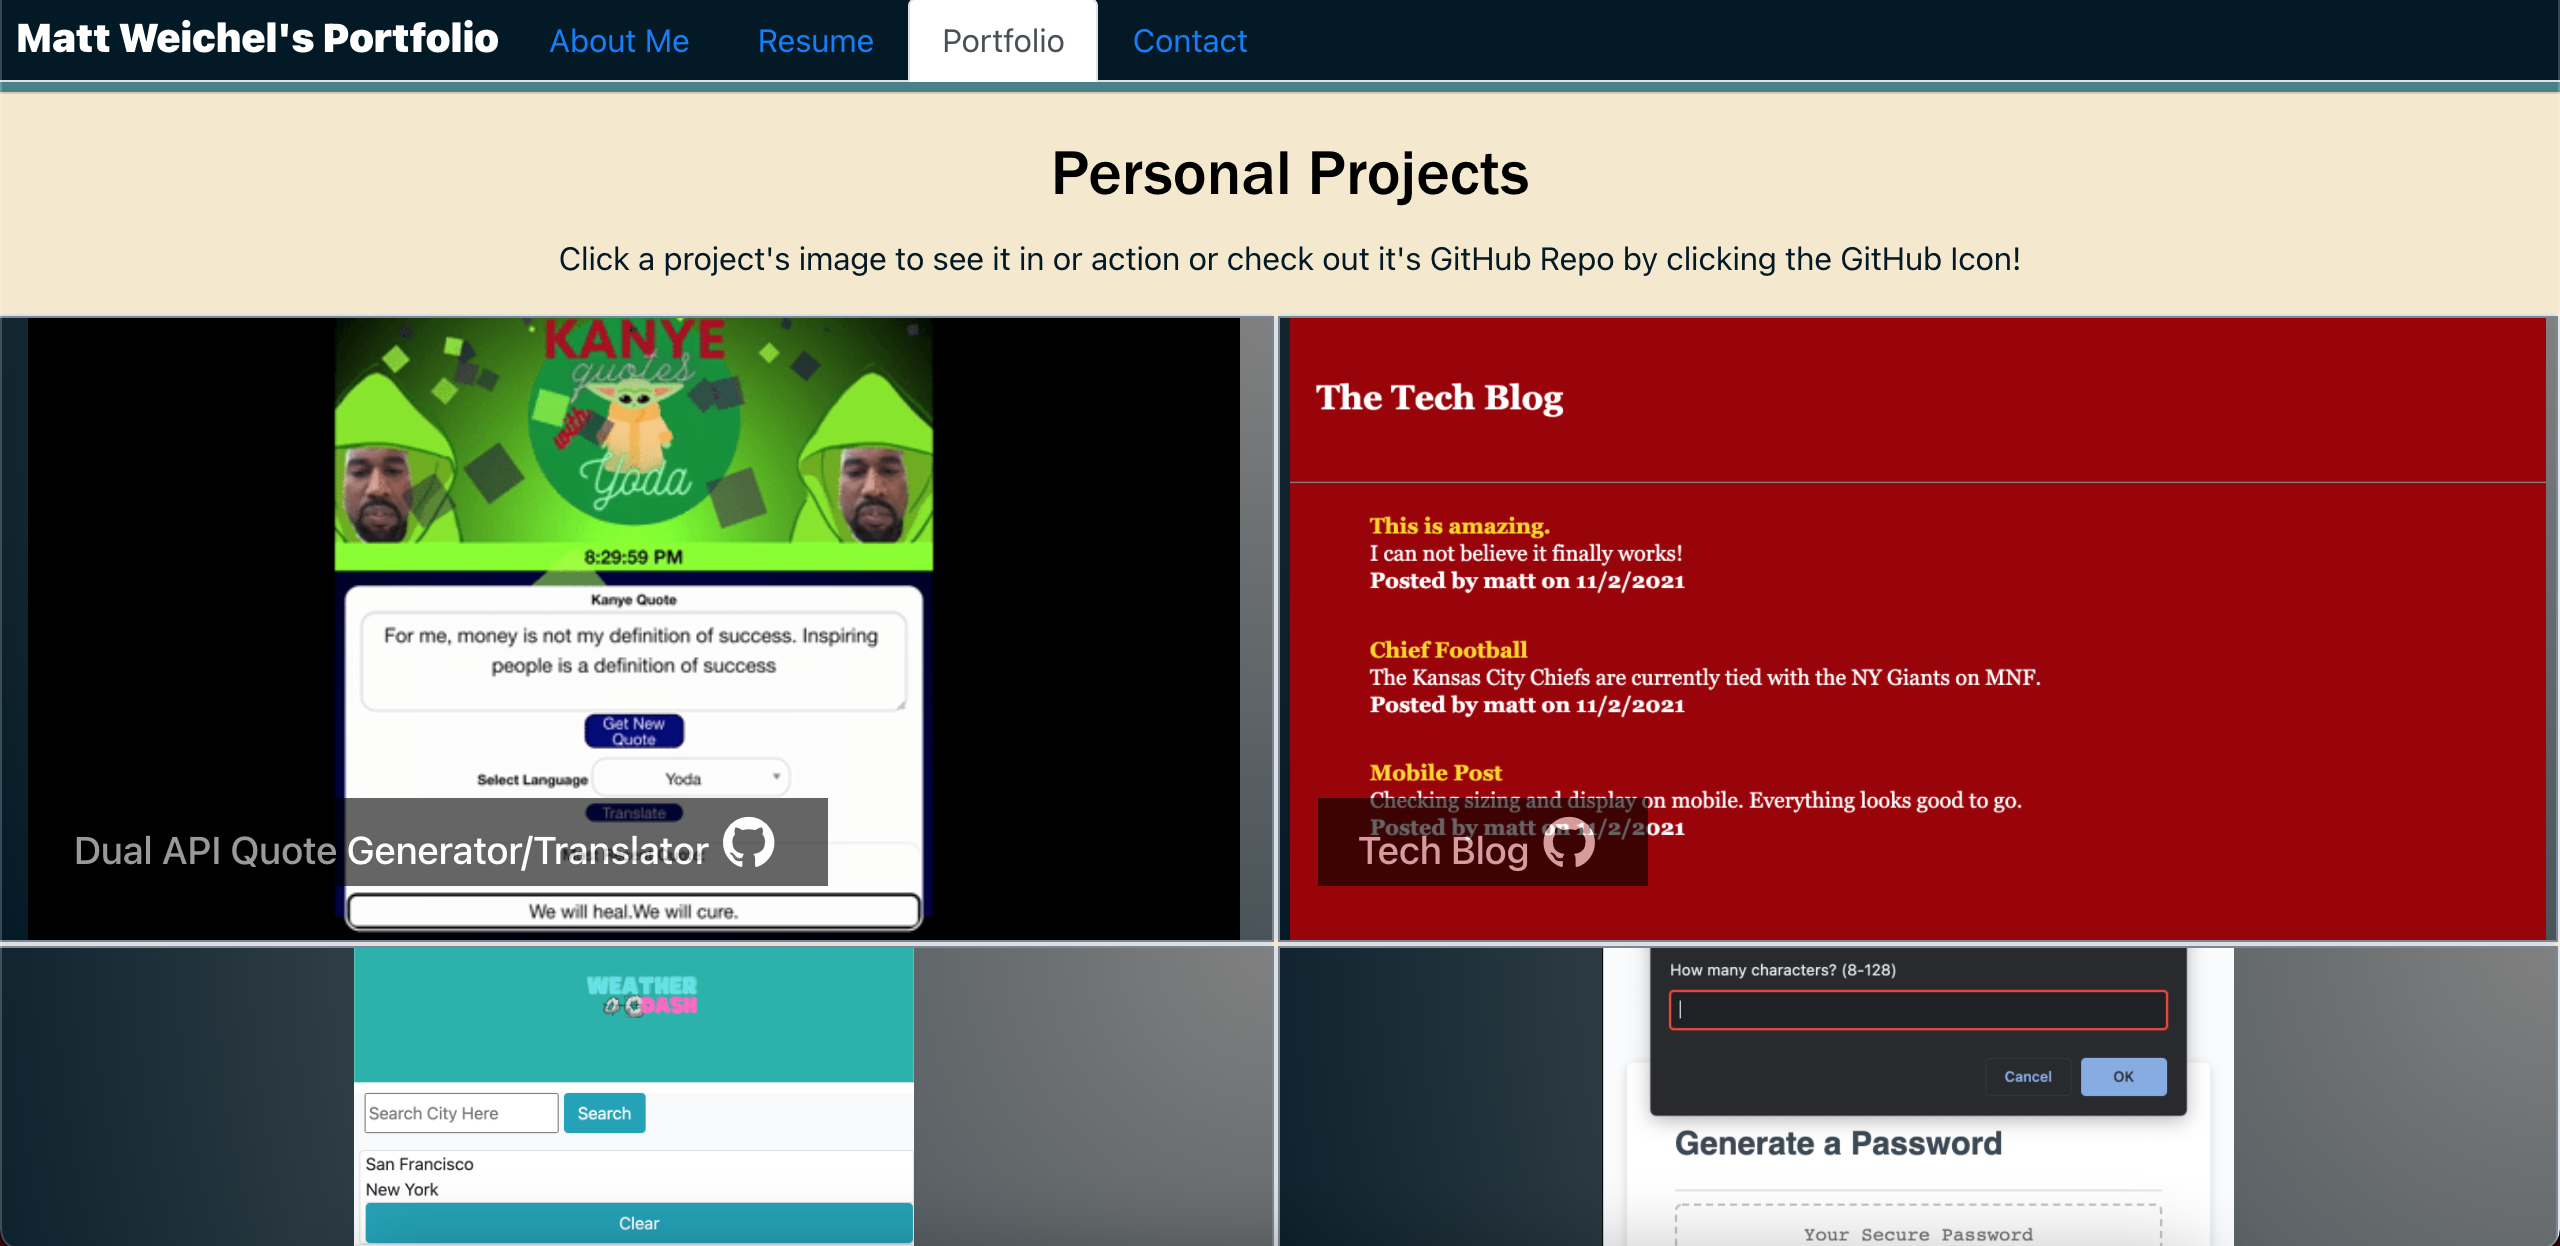 Matt Weichel's Portfolio About Me Resume Portfolio Contact
Personal Projects
Click a project's image to see it in or action or check out it's GitHub Repo by clicking the GitHub Icon!
KANYE
quotes
with
Yoda
8:29:59 PM
Kanye Quote
For me, money is not my definition of success. Inspiring
people is a definition of success
Get New
Quote
Select Language Yoda
Translate
Dual API Quote Generator/Translator
We will heal.We will cure.
The Tech Blog
This is amazing.
I can not believe it finally works!
Posted by matt on 11/2/2021
Chief Football
The Kansas City Chiefs are currently tied with the NY Giants on MNF.
Posted by matt on 11/2/2021
Mobile Post
Checking sizing and display on mobile. Everything looks good to go.
Posted by matt on 11/2/2021
Tech Blog
WEATHER
DASH
Search City Here Search
San Francisco
New York
Clear
How many characters? (8-128)
Cancel OK
Generate a Password
Your Secure Password